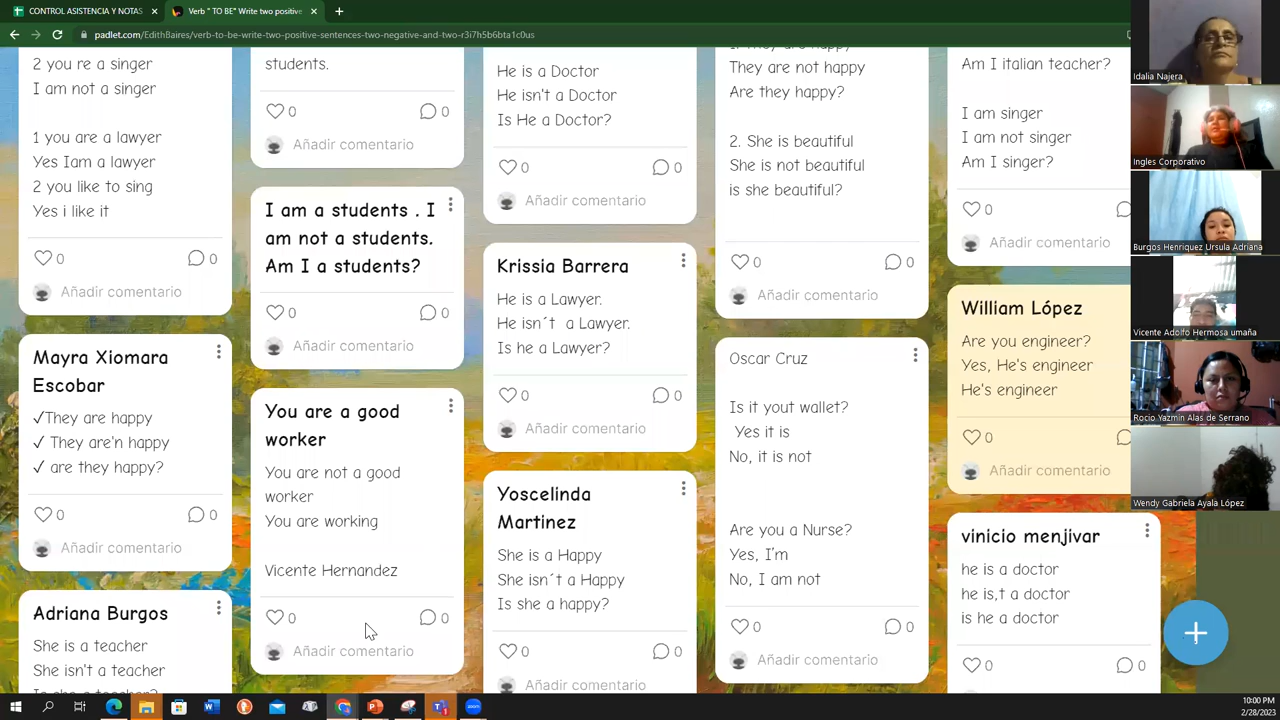 CONTROL ASISTENCIA Y NOTAS
Verb " TO BE" Write two positive
padlet.com/EdithBaires/verb-to-be-write-two-positive-sentences-two-negative-and-two-r3i7h5b6bta1c0us
2 you re a singer
I am not a singer
1 you are a lawyer
Yes Iam a lawyer
2 you like to sing
Yes i like it
0
0
Añadir comentario
Mayra Xiomara
Escobar
✓They are happy
✓ They are'n happy
✓ are they happy?
0
0
Añadir comentario
Adriana Burgos
She is a teacher
She isn't a teacher
students.
0
0
Añadir comentario
I am a students . I
am not a students.
Am I a students?
0
0
Añadir comentario
You are a good
worker
You are not a good
worker
You are working
Vicente Hernandez
0
0
Añadir comentario
He is a Doctor
He isn't a Doctor
Is He a Doctor?
0
0
Añadir comentario
Krissia Barrera
He is a Lawyer.
He isn´t a Lawyer.
Is he a Lawyer?
0
0
Añadir comentario
Yoscelinda
Martinez
She is a Happy
She isn´t a Happy
Is she a happy?
0
0
Añadir comentario
They are not happy
Are they happy?
2. She is beautiful
She is not beautiful
is she beautiful?
0
0
Añadir comentario
Oscar Cruz
Is it yout wallet?
Yes it is
No, it is not
Are you a Nurse?
Yes, I'm
No, I am not
0
0
Añadir comentario
Am I italian teacher?
I am singer
I am not singer
Am I singer?
0
Añadir comentario
William López
Are you engineer?
Yes, He's engineer
He's engineer
0
Añadir comentario
vinicio menjivar
he is a doctor
he is,t a doctor
is he a doctor
0
0
Idalia Najera
Ingles Corporativo
Burgos Henriquez Ursula Adriana
Vicente Adolfo Hermosa umaña
Rocio Yazmin Alas de Serrano
Wendy Gabriela Ayala López
10:00 PM
2/28/2023